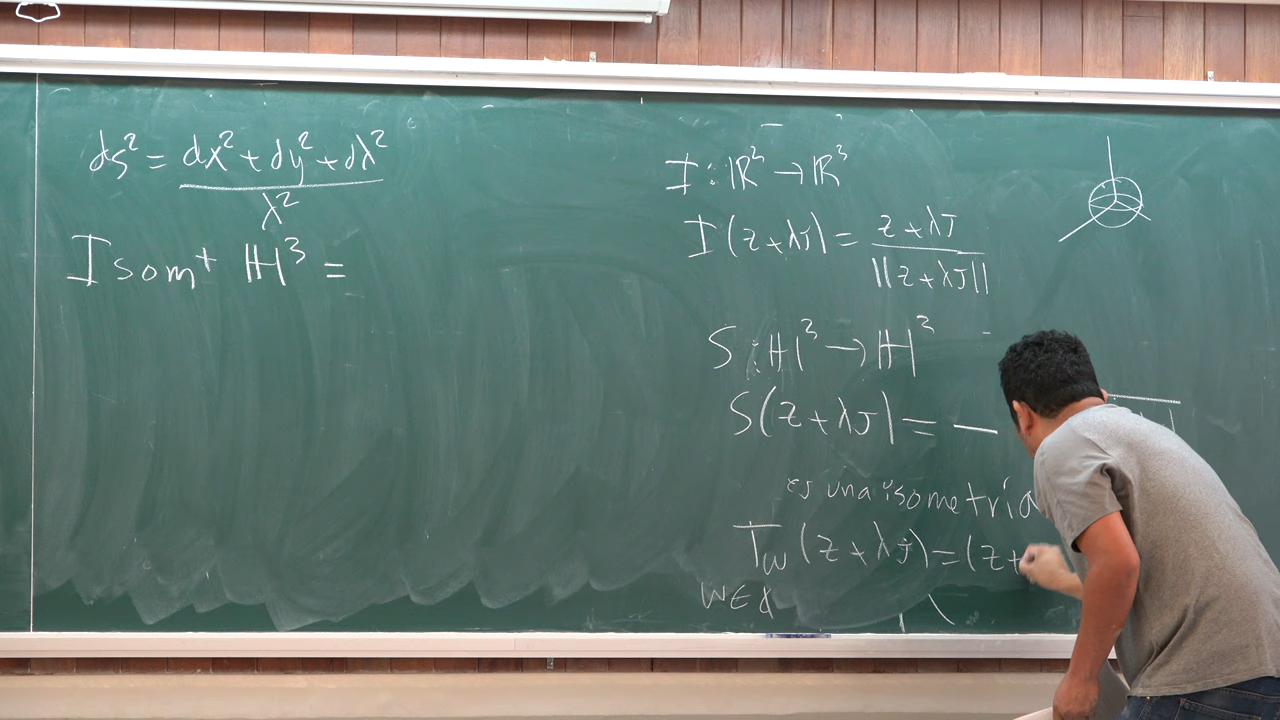 ds² = dx² + dy² + dλ² / λ²
Isom⁺ ℍ³ =
I : ℝ³ → ℝ³
I(z + λj) = z + λj / ||z + λj||
S : ℍ³ → ℍ³
S(z + λj) = —
es una isometría
T_w (z + λj) = (z +
w ∈